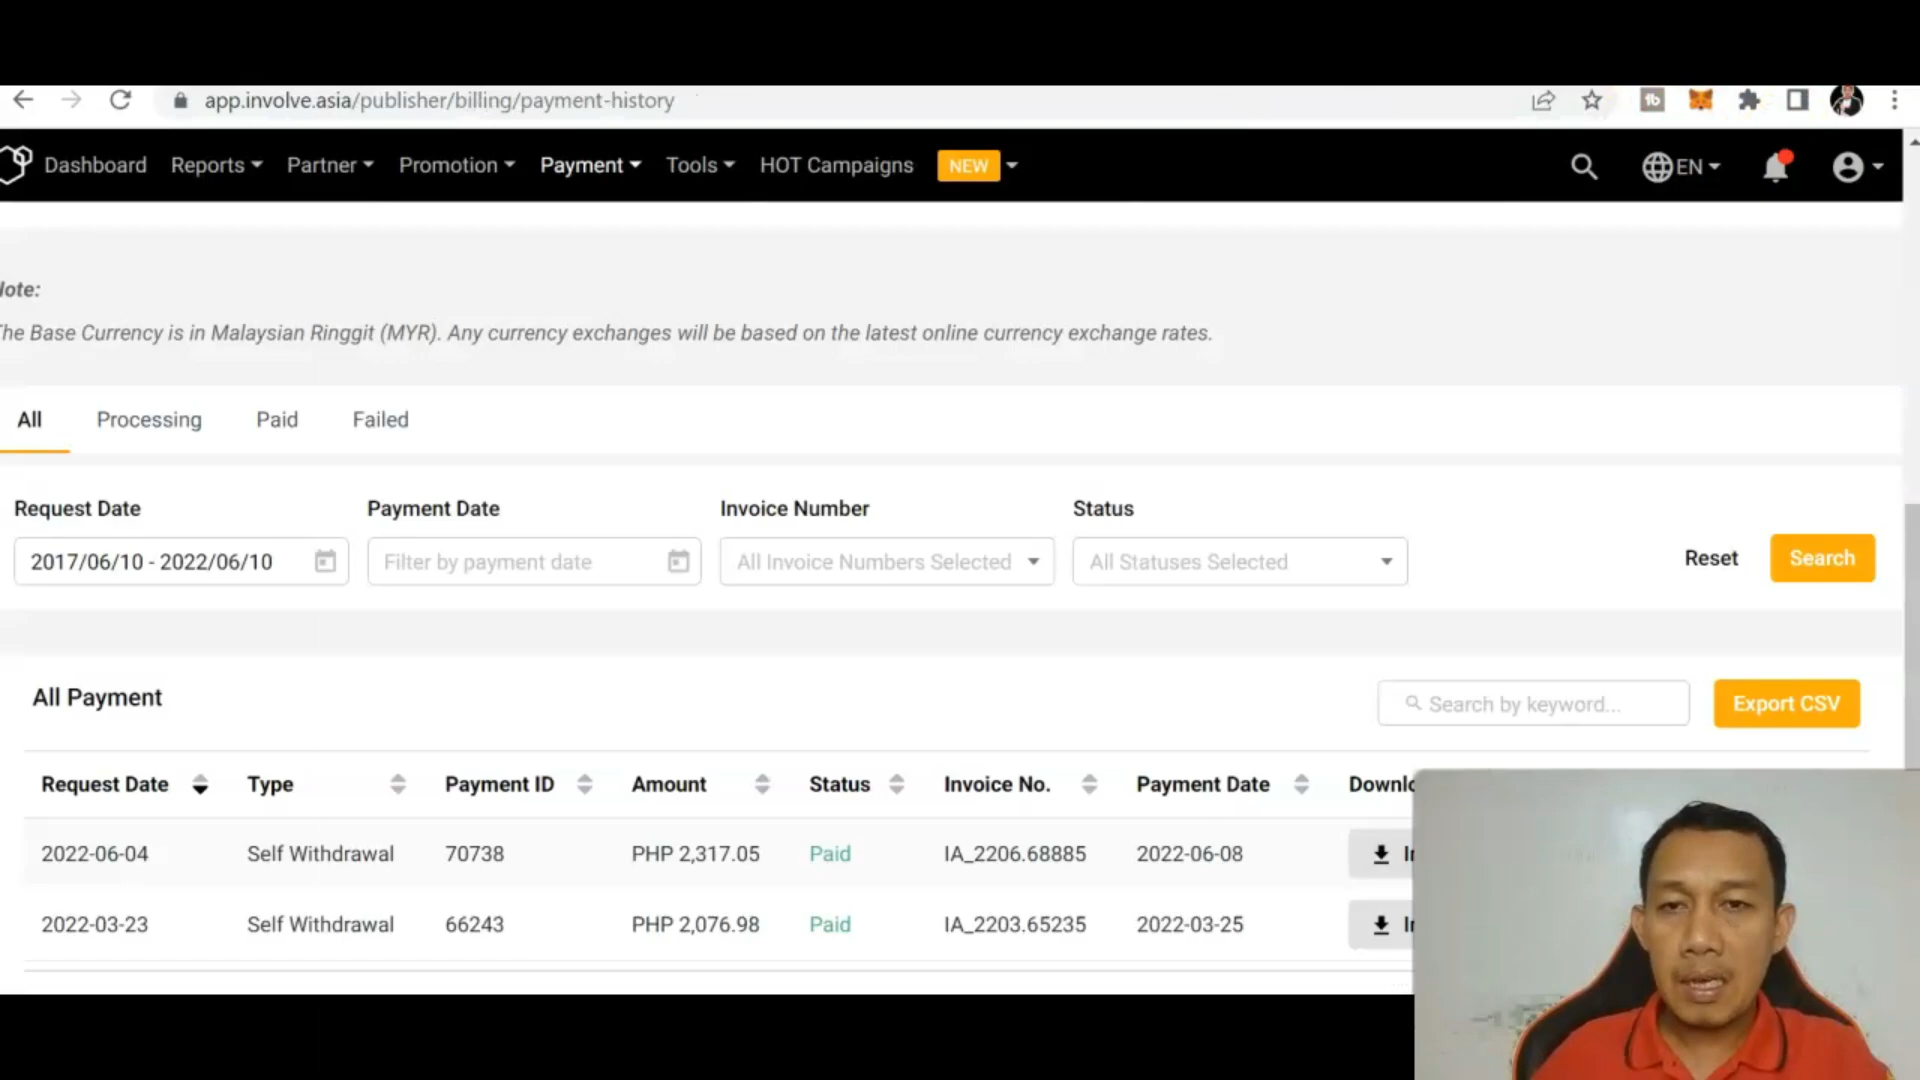 app.involve.asia/publisher/billing/payment-history
Dashboard Reports Partner Promotion Payment Tools HOT Campaigns NEW EN
lote:
he Base Currency is in Malaysian Ringgit (MYR). Any currency exchanges will be based on the latest online currency exchange rates.
All Processing Paid Failed
Request Date Payment Date Invoice Number Status
2017/06/10 - 2022/06/10 Filter by payment date All Invoice Numbers Selected All Statuses Selected Reset Search
All Payment Search by keyword... Export CSV
Request Date Type Payment ID Amount Status Invoice No. Payment Date Downlo
2022-06-04 Self Withdrawal 70738 PHP 2,317.05 Paid IA_2206.68885 2022-06-08
2022-03-23 Self Withdrawal 66243 PHP 2,076.98 Paid IA_2203.65235 2022-03-25